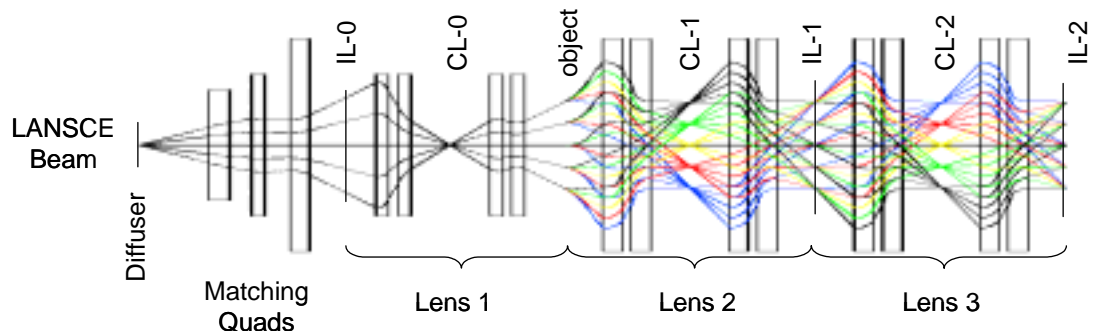 LANSCE
Beam
Diffuser
Matching
Quads
IL-0
CL-0
object
CL-1
IL-1
CL-2
IL-2
Lens 1
Lens 2
Lens 3